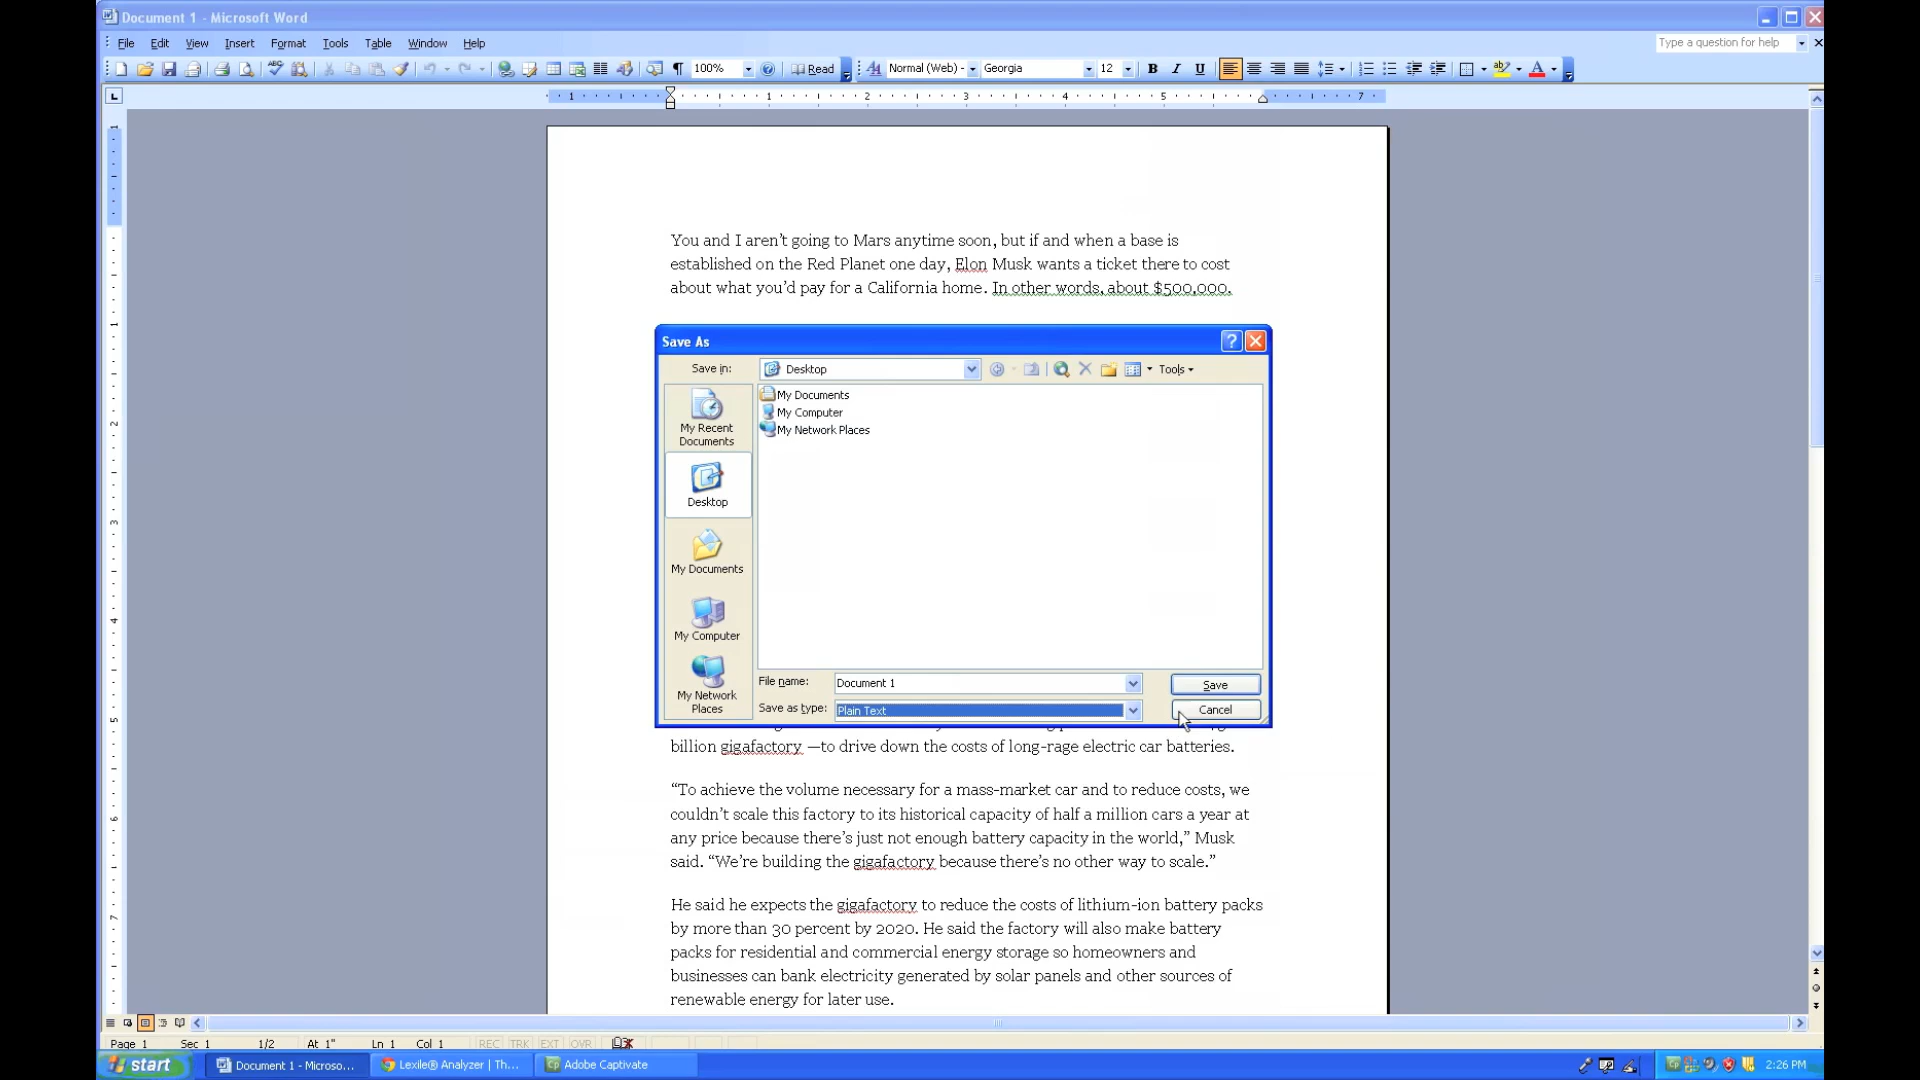 Document 1 - Microsoft Word
File Edit View Insert Format Tools Table Window Help
Type a question for help
100% Read Normal (Web) - Georgia 12 B I U
1 1 2 3 4 5 7
You and I aren't going to Mars anytime soon, but if and when a base is
established on the Red Planet one day, Elon Musk wants a ticket there to cost
about what you'd pay for a California home. In other words, about $500,000.
Save As
Save in: Desktop Tools
My Documents
My Computer
My Network Places
My Recent
Documents
Desktop
My Documents
My Computer
My Network
Places
File name: Document 1 Save
Save as type: Plain Text Cancel
billion gigafactory —to drive down the costs of long-rage electric car batteries.
“To achieve the volume necessary for a mass-market car and to reduce costs, we
couldn't scale this factory to its historical capacity of half a million cars a year at
any price because there's just not enough battery capacity in the world,” Musk
said. “We're building the gigafactory because there's no other way to scale.”
He said he expects the gigafactory to reduce the costs of lithium-ion battery packs
by more than 30 percent by 2020. He said the factory will also make battery
packs for residential and commercial energy storage so homeowners and
businesses can bank electricity generated by solar panels and other sources of
renewable energy for later use.
Page 1 Sec 1 1/2 At 1" Ln 1 Col 1 REC TRK EXT OVR
start Document 1 - Microso... Lexile® Analyzer | Th... Adobe Captivate 2:26 PM